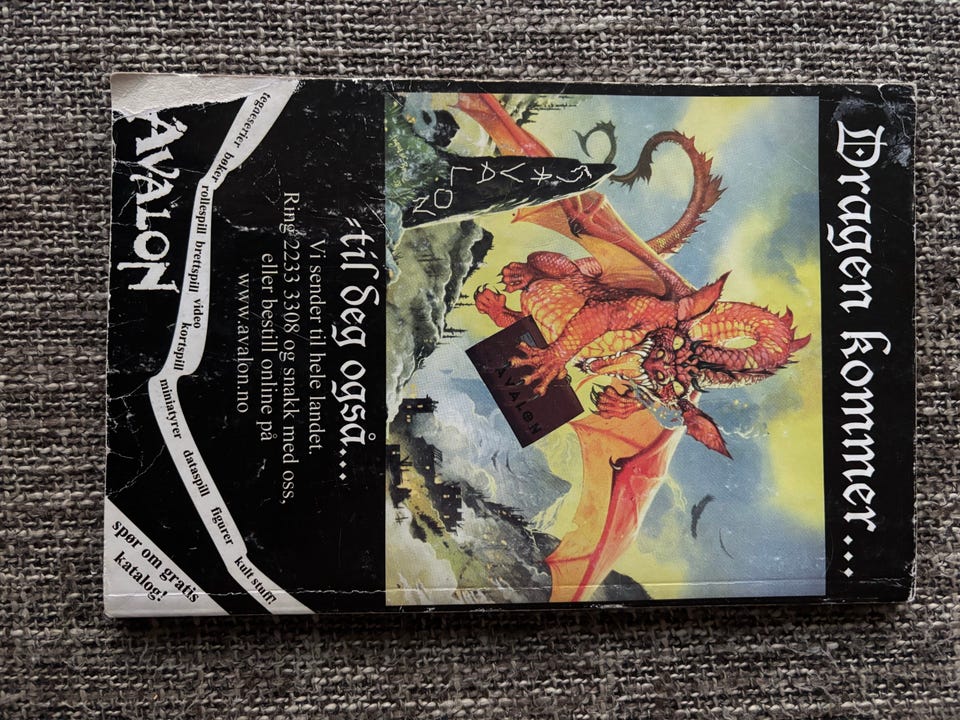 Dragen kommer...
AVALON
AVALON
-til deg også...
Vi sender til hele landet.
Ring 2233 3308 og snakk med oss,
eller bestill online på
www.avalon.no
tegneserier bøker rollespill brettspill video kortspill miniatyrer dataspill figurer kult stuff!
AVALON
spør om gratis
katalog!